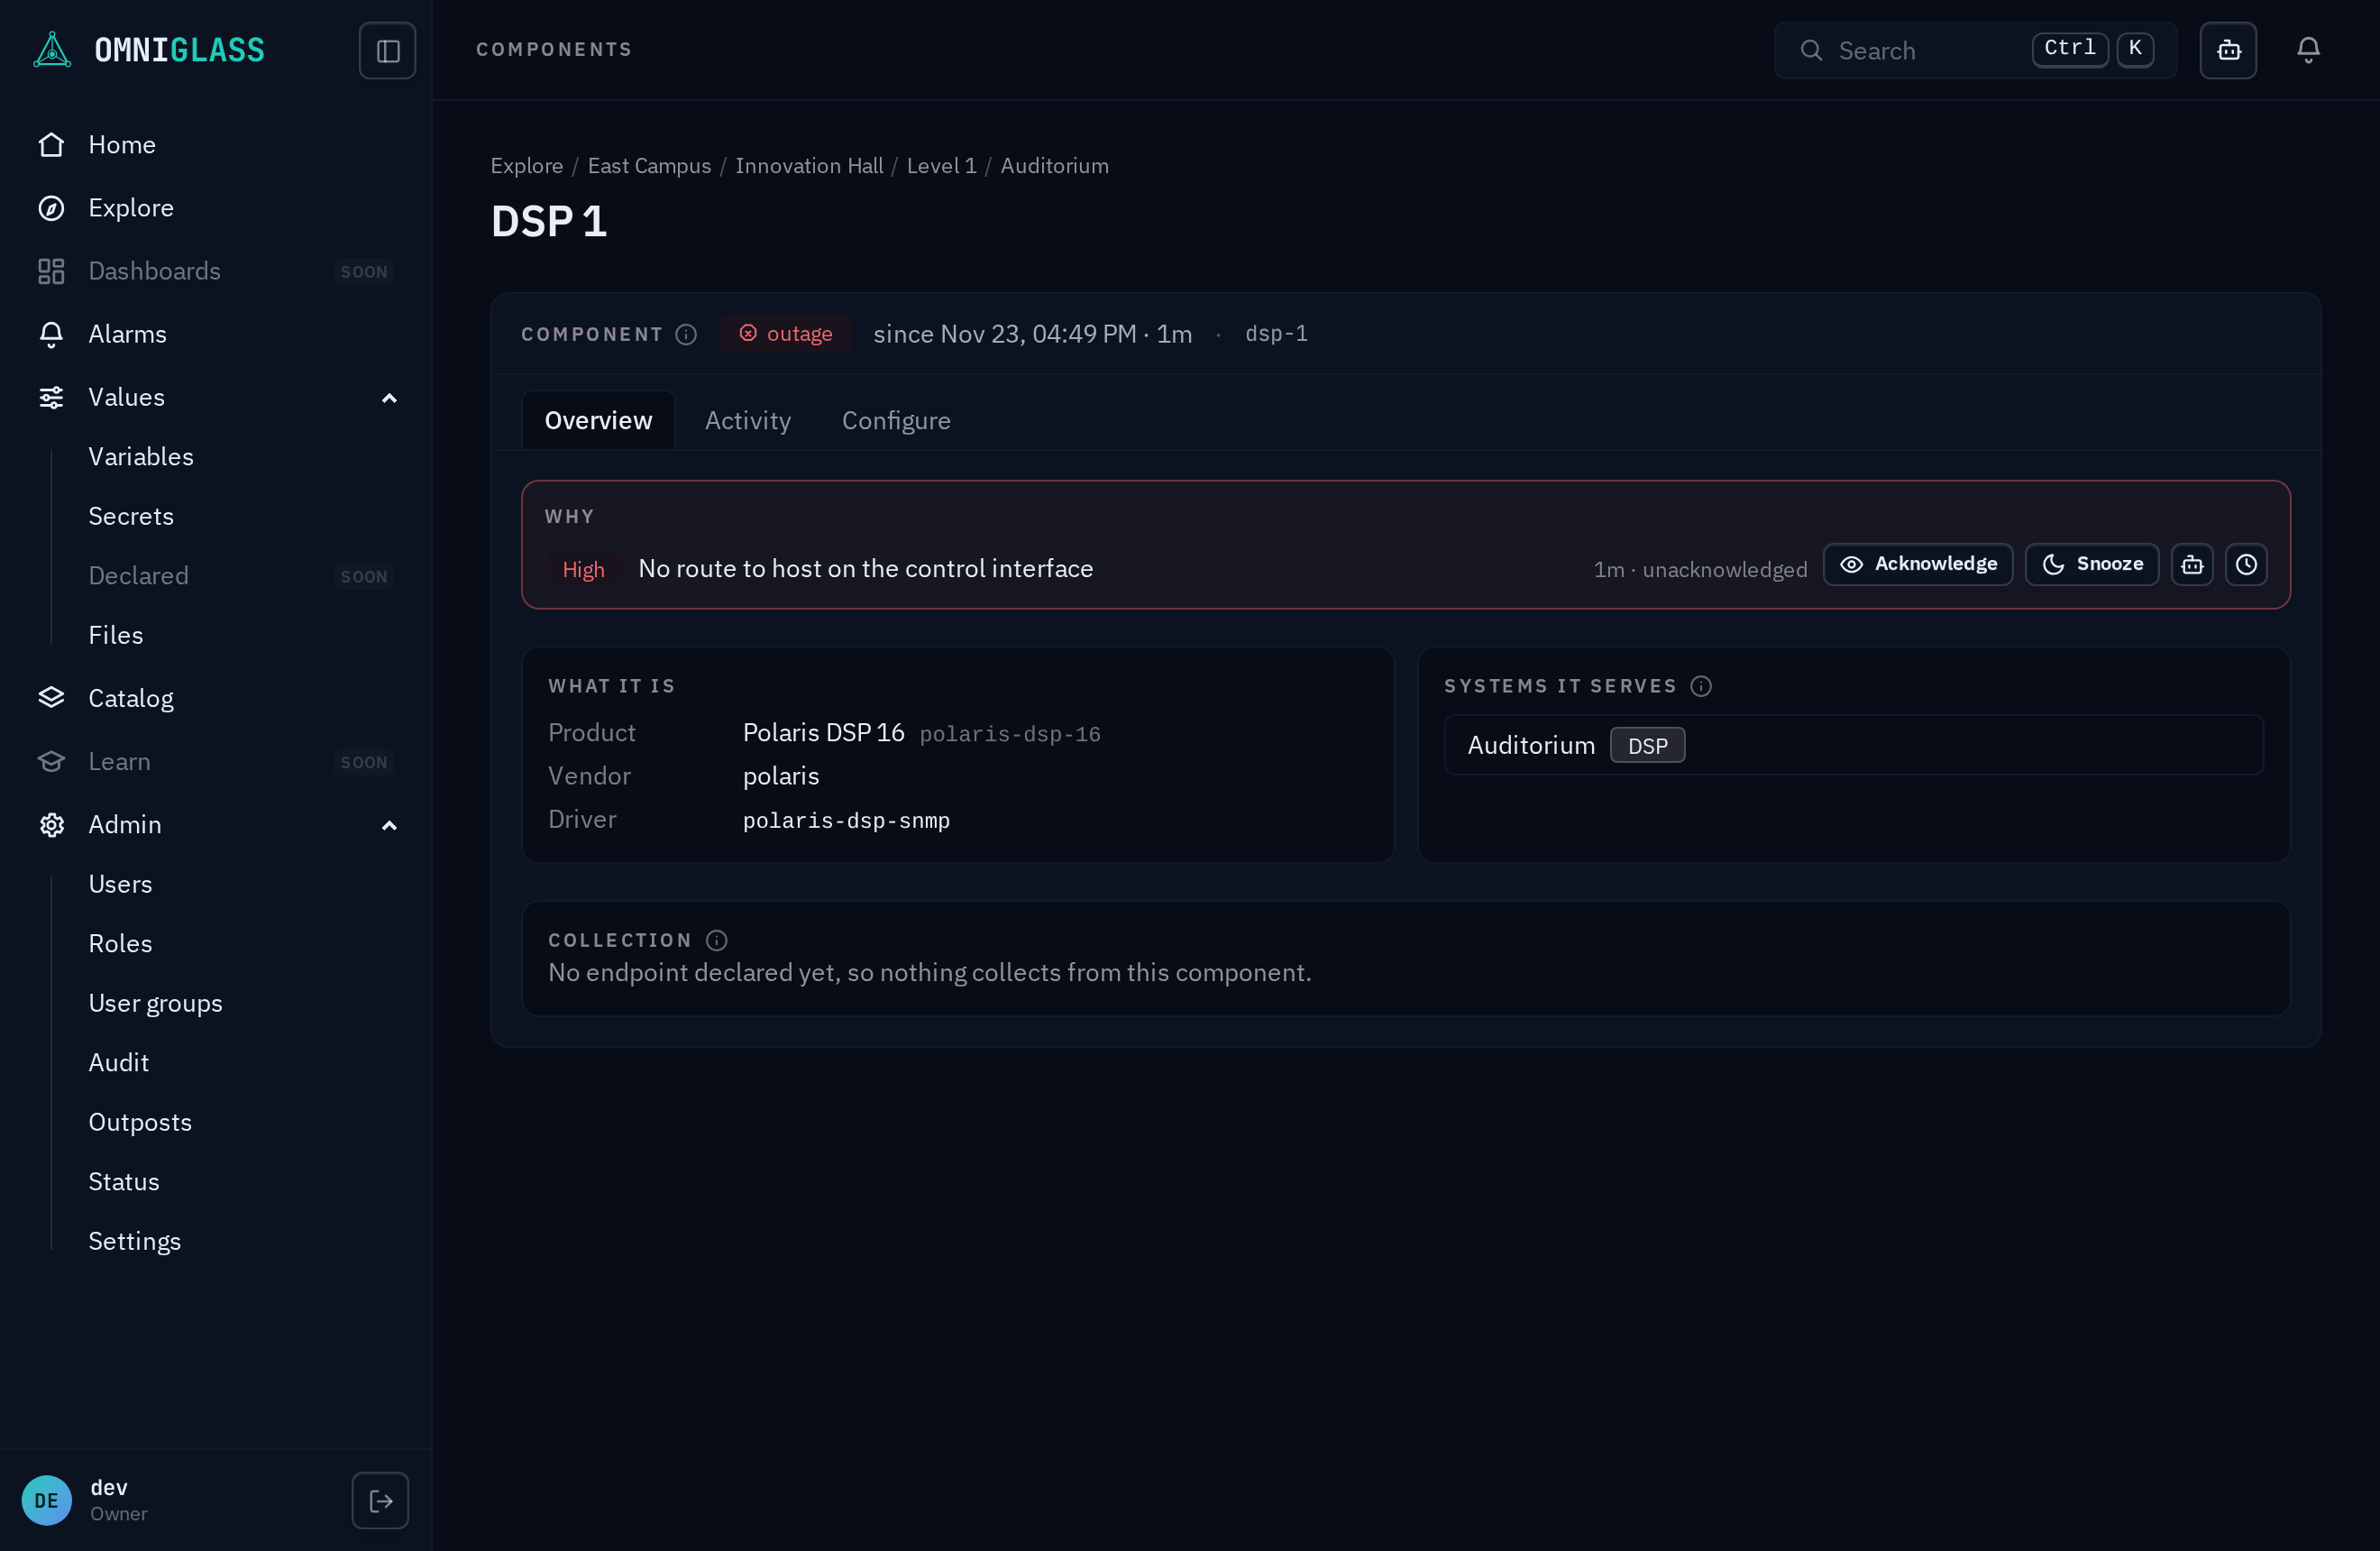 OMNIGLASS
COMPONENTS
Search Ctrl K
Home
Explore
Dashboards SOON
Alarms
Values
Variables
Secrets
Declared SOON
Files
Catalog
Learn SOON
Admin
Users
Roles
User groups
Audit
Outposts
Status
Settings
DE
dev
Owner
Explore / East Campus / Innovation Hall / Level 1 / Auditorium
DSP 1
COMPONENT outage since Nov 23, 04:49 PM · 1m · dsp-1
Overview Activity Configure
WHY
High No route to host on the control interface 1m · unacknowledged Acknowledge Snooze
WHAT IT IS
Product Polaris DSP 16 polaris-dsp-16
Vendor polaris
Driver polaris-dsp-snmp
SYSTEMS IT SERVES
Auditorium DSP
COLLECTION
No endpoint declared yet, so nothing collects from this component.